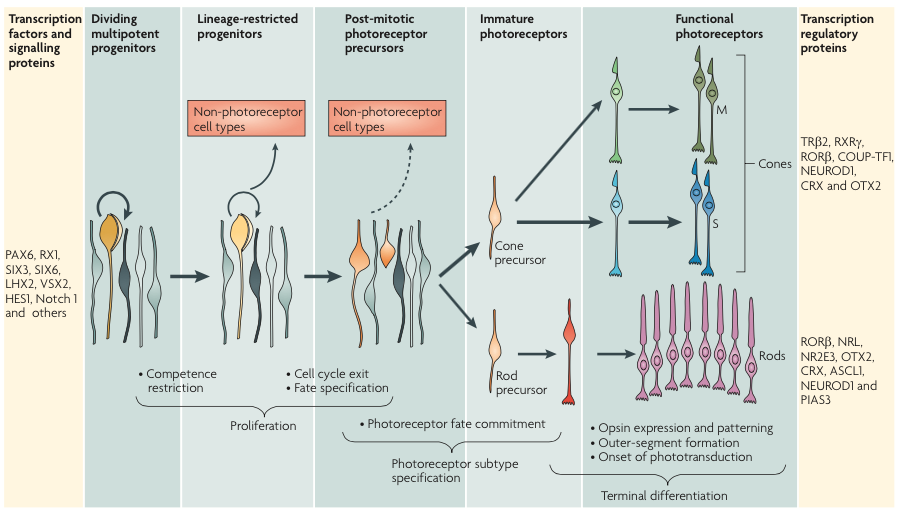 Transcription
factors and
signalling
proteins
Dividing
multipotent
progenitors
Lineage-restricted
progenitors
Post-mitotic
photoreceptor
precursors
Immature
photoreceptors
Functional
photoreceptors
Transcription
regulatory
proteins
Non-photoreceptor
cell types
Non-photoreceptor
cell types
M
Cones
TRβ2, RXRγ,
RORβ, COUP-TFI,
NEUROD1,
CRX and OTX2
S
Cone
precursor
PAX6, RX1,
SIX3, SIX6,
LHX2, VSX2,
HES1, Notch 1
and others
Rods
RORβ, NRL,
NR2E3, OTX2,
CRX, ASCL1,
NEUROD1 and
PIAS3
Rod
precursor
• Competence
restriction
• Cell cycle exit
• Fate specification
Proliferation
• Photoreceptor fate commitment
Photoreceptor subtype
specification
• Opsin expression and patterning
• Outer-segment formation
• Onset of phototransduction
Terminal differentiation